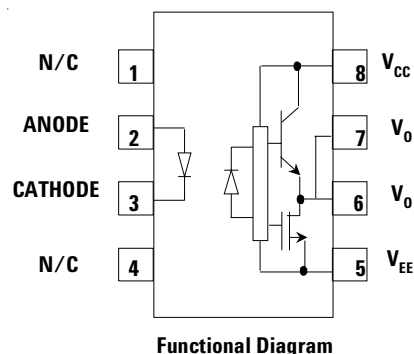 N/C 1 8 VCC
ANODE 2 7 VO
CATHODE 3 6 VO
N/C 4 5 VEE
Functional Diagram